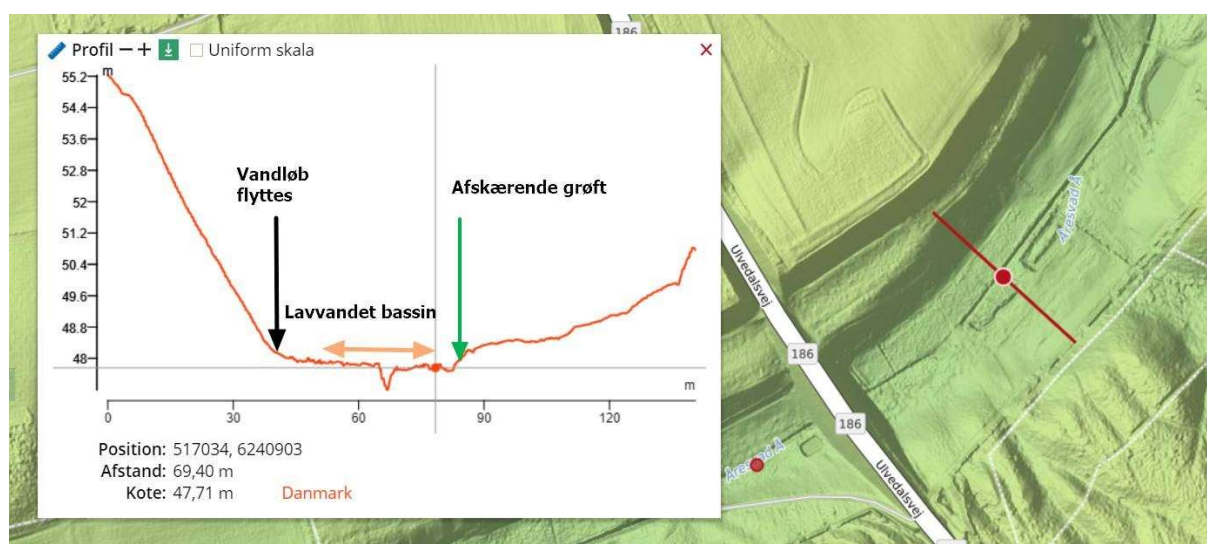 186
Profil − +
Uniform skala
×
m
55.2
54.4
53.6
52.8
52
51.2
50.4
49.6
48.8
48
Vandløb
flyttes
Afskærende grøft
Lavvandet bassin
m
0 30 60 90 120
Position: 517034, 6240903
Afstand: 69,40 m
Kote: 47,71 m Danmark
Åresvad Å
Ulvedalsvej
186
186
Åresvad Å
Ulvedalsvej